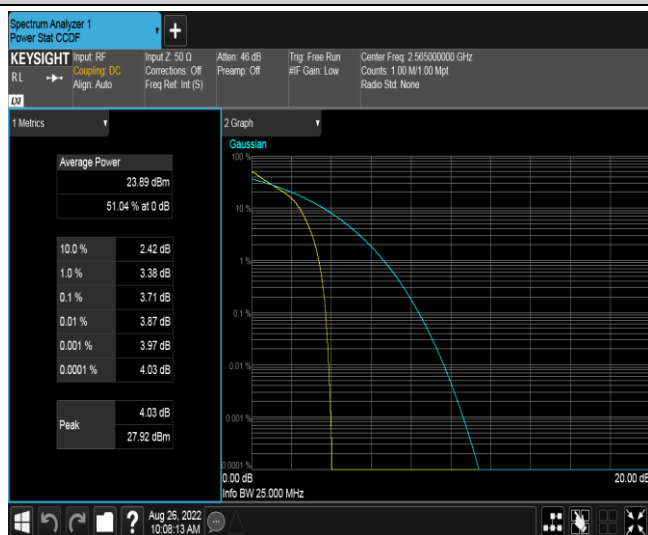 Spectrum Analyzer 1
Power Stat CCDF
+
KEYSIGHT
RL
LXI
Input: RF
Coupling: DC
Align: Auto
Input Z: 50 Ω
Corrections: Off
Freq Ref: Int (S)
Atten: 46 dB
Preamp: Off
Trig: Free Run
#IF Gain: Low
Center Freq: 2.565000000 GHz
Counts: 1.00 M/1.00 Mpt
Radio Std: None
1 Metrics
Average Power
23.89 dBm
51.04 % at 0 dB
10.0 % 2.42 dB
1.0 % 3.38 dB
0.1 % 3.71 dB
0.01 % 3.87 dB
0.001 % 3.97 dB
0.0001 % 4.03 dB
Peak
4.03 dB
27.92 dBm
2 Graph
Gaussian
100 %
10 %
1 %
0.1 %
0.01 %
0.001 %
0.0001 %
0.00 dB 20.00 dB
Info BW 25.000 MHz
?
Aug 26, 2022
10:08:13 AM